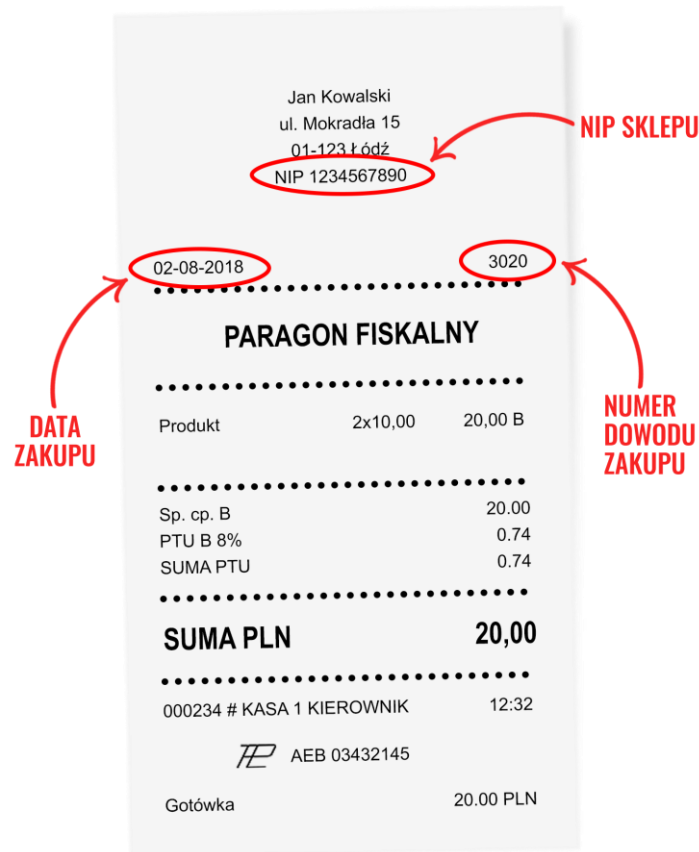 Jan Kowalski
ul. Mokradła 15
01-123 Łódź
NIP 1234567890
NIP SKLEPU
02-08-2018 3020
PARAGON FISKALNY
DATA
ZAKUPU
NUMER
DOWODU
ZAKUPU
Produkt 2x10,00 20,00 B
Sp. cp. B 20.00
PTU B 8% 0.74
SUMA PTU 0.74
SUMA PLN 20,00
000234 # KASA 1 KIEROWNIK 12:32
AEB 03432145
Gotówka 20.00 PLN